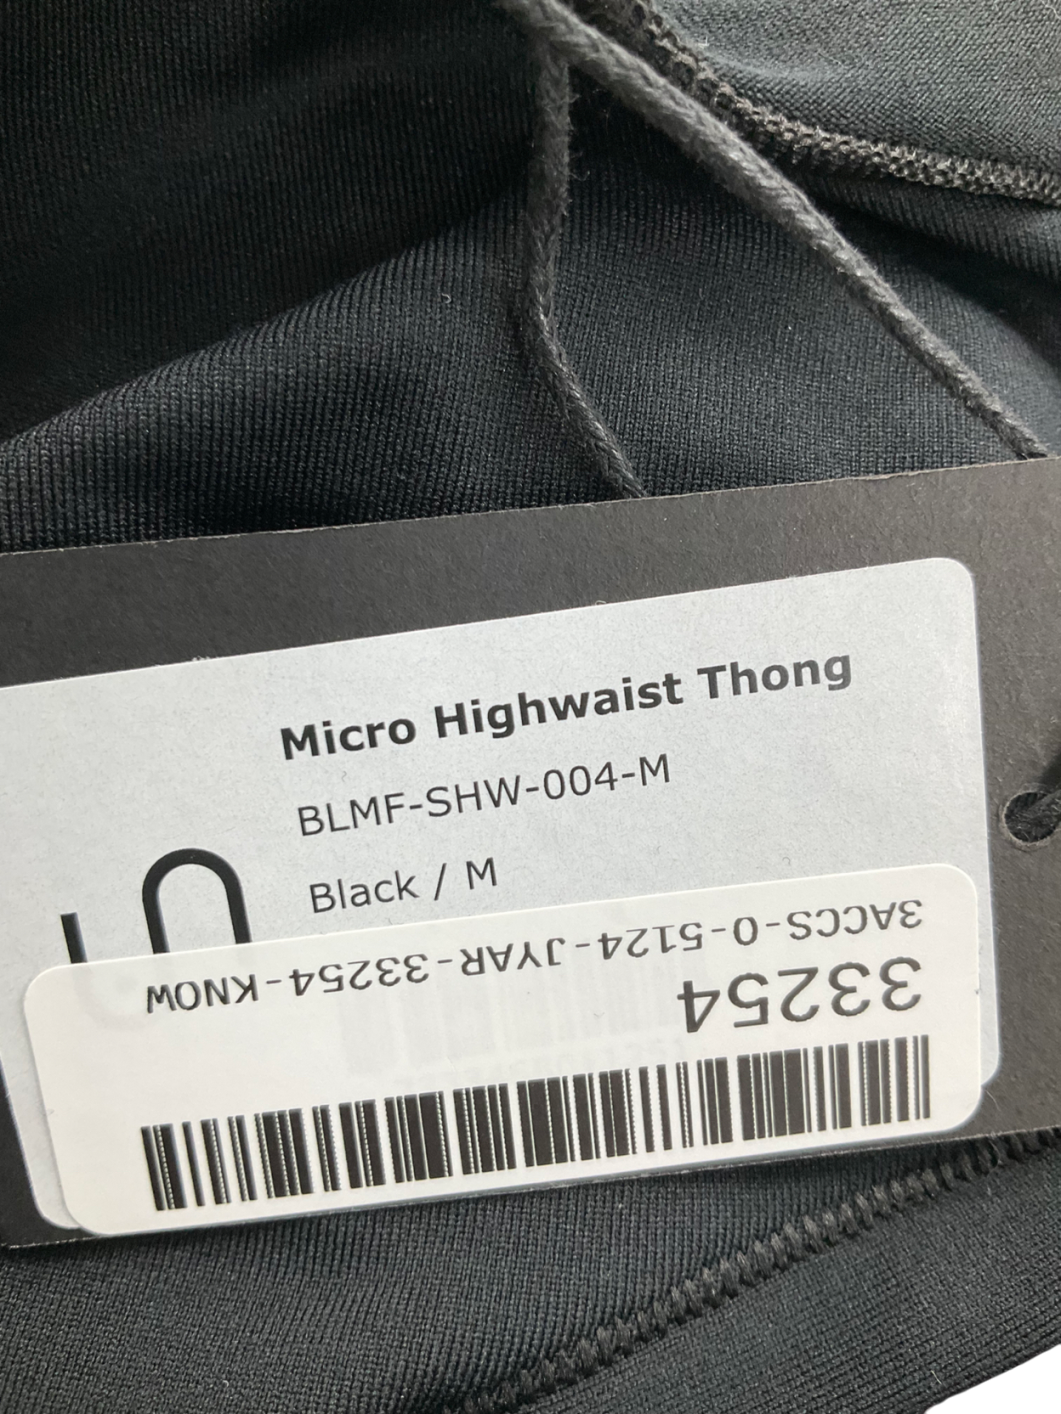 Micro Highwaist Thong
BLMF-SHW-004-M
Black / M
33254
3ACCS-0-5124-JYAR-33254-KNOW